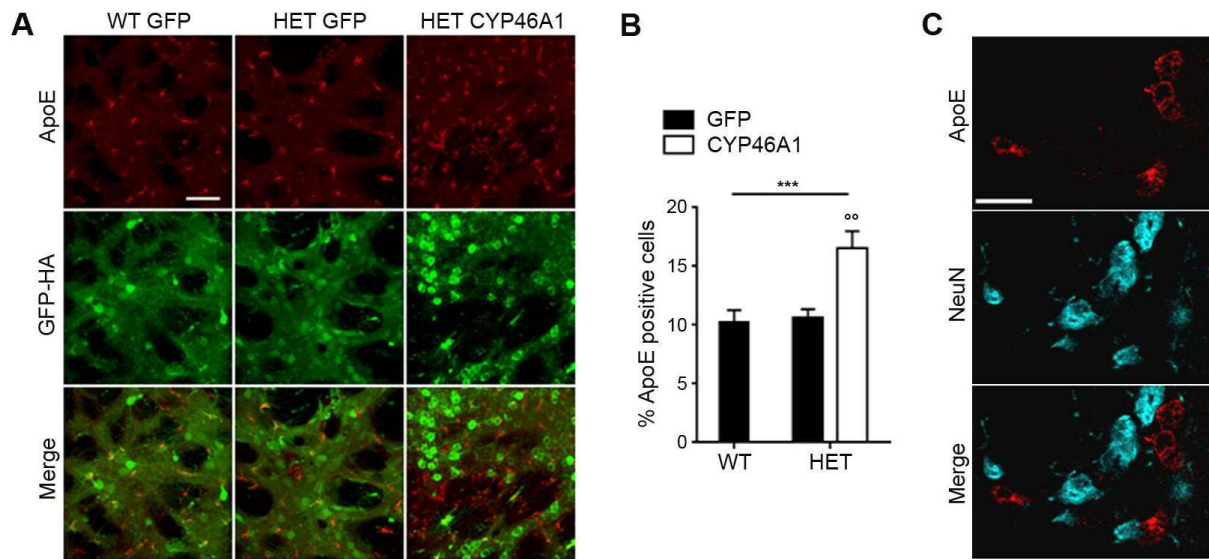 A
WT GFP
HET GFP
HET CYP46A1
ApoE
GFP-HA
Merge
B
GFP
CYP46A1
***
°°
% ApoE positive cells
20
15
10
5
0
WT
HET
C
ApoE
NeuN
Merge